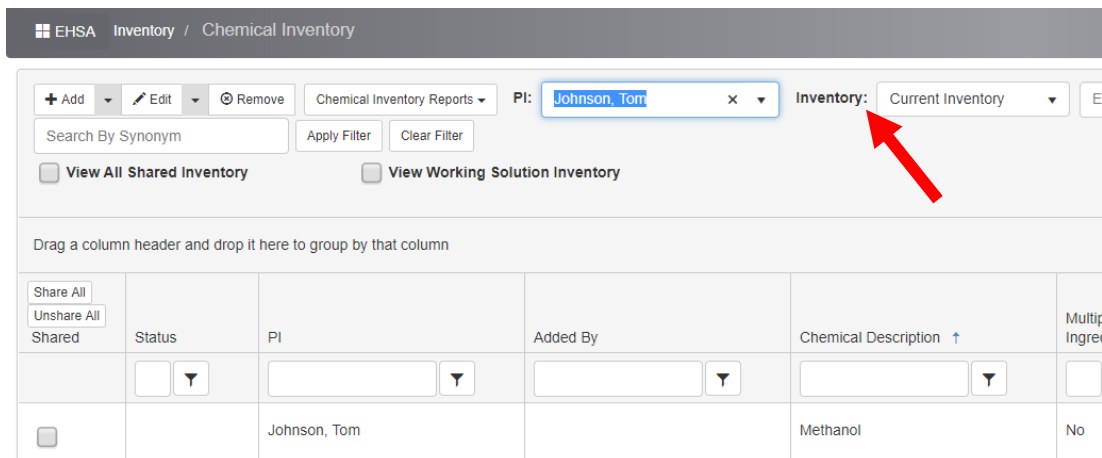 EHSA Inventory / Chemical Inventory
Add Edit Remove Chemical Inventory Reports PI: Johnson, Tom Inventory: Current Inventory E
Search By Synonym Apply Filter Clear Filter
View All Shared Inventory View Working Solution Inventory
Drag a column header and drop it here to group by that column
Share All
Unshare All
Multip
Shared Status PI Added By Chemical Description Ingred
Johnson, Tom Methanol No